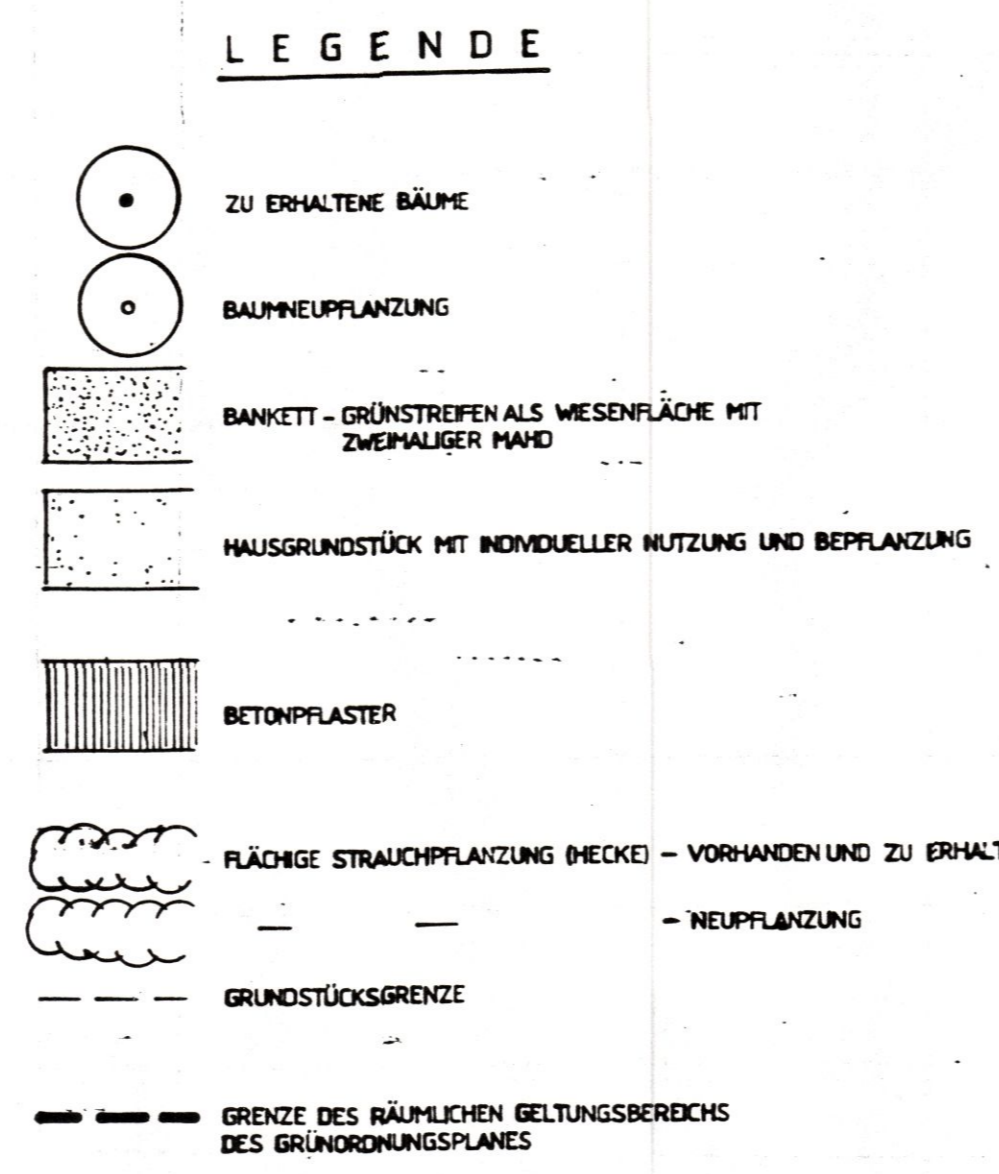 LEGENDE
ZU ERHALTENE BÄUME
BAUMNEUPFLANZUNG
BANKETT - GRÜNSTREIFEN ALS WIESENFLÄCHE MIT
ZWEIMALIGER MAHD
HAUSGRUNDSTÜCK MIT INDIVIDUELLER NUTZUNG UND BEPFLANZUNG
BETONPFLASTER
FLÄCHIGE STRAUCHPFLANZUNG (HECKE) - VORHANDEN UND ZU ERHALT
— — - NEUPFLANZUNG
GRUNDSTÜCKSGRENZE
GRENZE DES RÄUMLICHEN GELTUNGSBEREICHS
DES GRÜNORDNUNGSPLANES